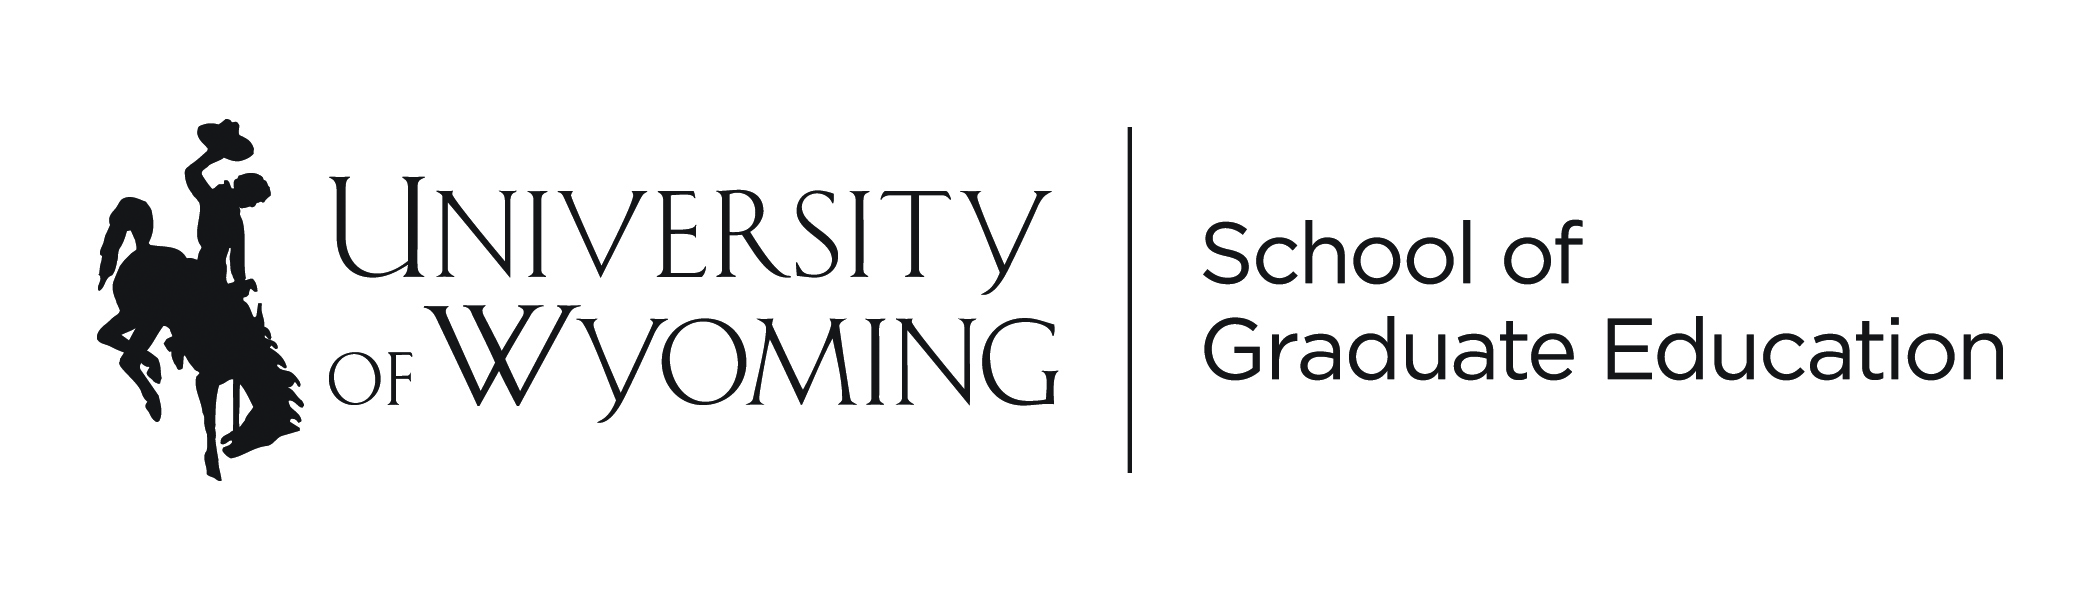 UNIVERSITY
OF WYOMING
School of
Graduate Education